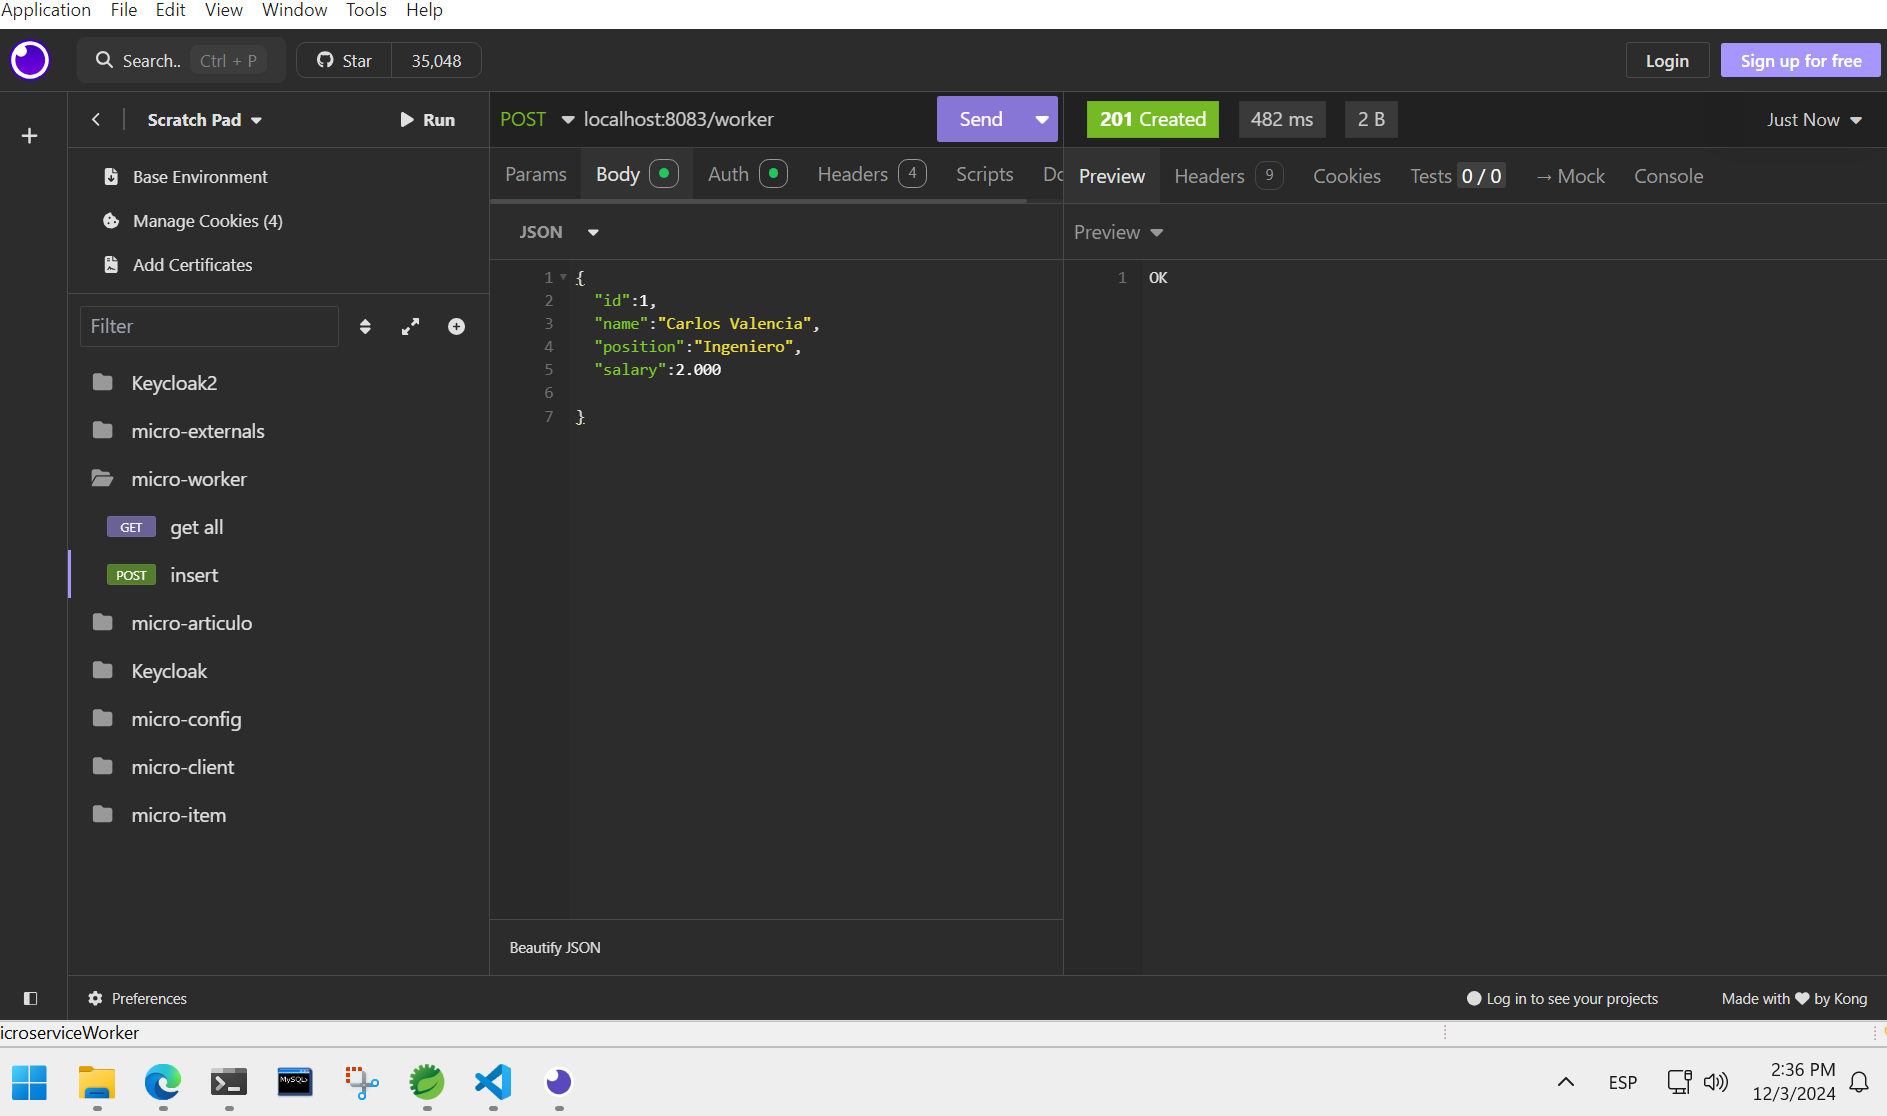 Application File Edit View Window Tools Help
Search.. Ctrl + P Star 35,048 Login Sign up for free
Scratch Pad Run
Base Environment
Manage Cookies (4)
Add Certificates
Filter
Keycloak2
micro-externals
micro-worker
GET get all
POST insert
micro-articulo
Keycloak
micro-config
micro-client
micro-item
POST localhost:8083/worker Send
Params Body Auth Headers 4 Scripts Do
JSON
1 {
2 "id":1,
3 "name":"Carlos Valencia",
4 "position":"Ingeniero",
5 "salary":2.000
6
7 }
Beautify JSON
201 Created 482 ms 2 B Just Now
Preview Headers 9 Cookies Tests 0 / 0 → Mock Console
Preview
1 OK
Preferences Log in to see your projects Made with ♥ by Kong
icroserviceWorker
MySQL>
ESP
2:36 PM
12/3/2024